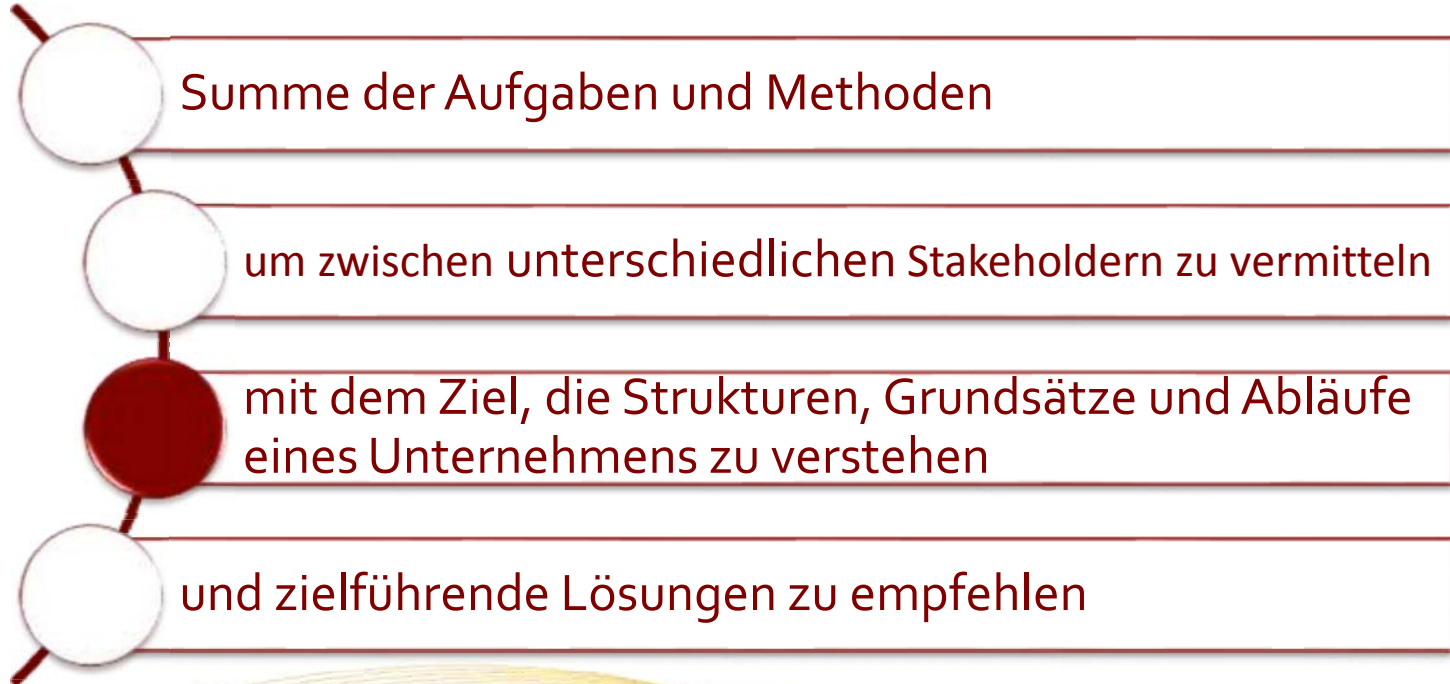 Summe der Aufgaben und Methoden
um zwischen unterschiedlichen Stakeholdern zu vermitteln
mit dem Ziel, die Strukturen, Grundsätze und Abläufe
eines Unternehmens zu verstehen
und zielführende Lösungen zu empfehlen